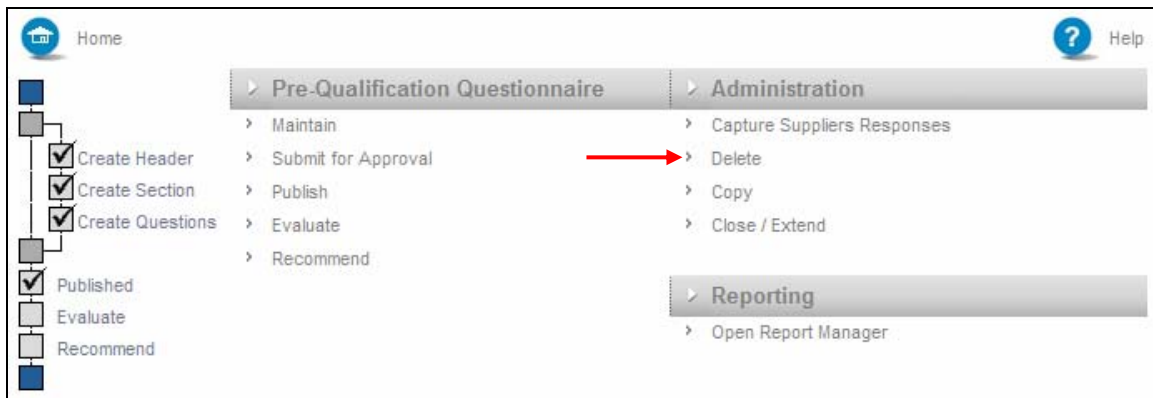 Home
? Help
Create Header
Create Section
Create Questions
Published
Evaluate
Recommend
Pre-Qualification Questionnaire
Maintain
Submit for Approval
Publish
Evaluate
Recommend
Administration
Capture Suppliers Responses
Delete
Copy
Close / Extend
Reporting
Open Report Manager